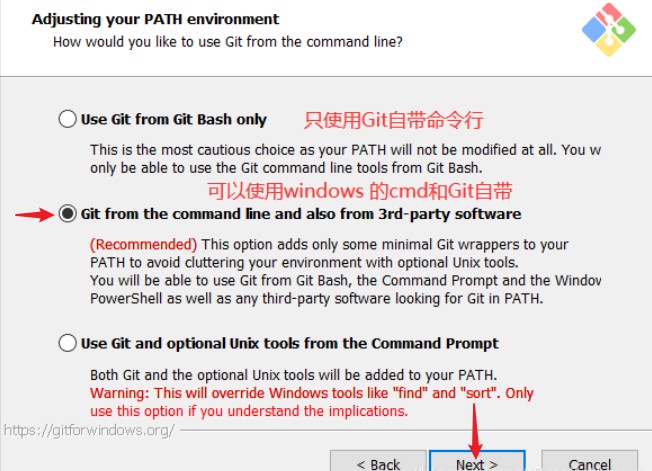 Adjusting your PATH environment
How would you like to use Git from the command line?
Use Git from Git Bash only
只使用Git自带命令行
This is the most cautious choice as your PATH will not be modified at all. You w
only be able to use the Git command line tools from Git Bash.
可以使用windows 的cmd和Git自带
Git from the command line and also from 3rd-party software
(Recommended) This option adds only some minimal Git wrappers to your
PATH to avoid cluttering your environment with optional Unix tools.
You will be able to use Git from Git Bash, the Command Prompt and the Window
PowerShell as well as any third-party software looking for Git in PATH.
Use Git and optional Unix tools from the Command Prompt
Both Git and the optional Unix tools will be added to your PATH.
Warning: This will override Windows tools like "find" and "sort". Only
use this option if you understand the implications.
https://gitforwindows.org/
< Back
Next >
Cancel